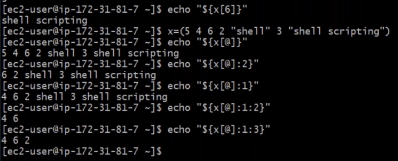 [ec2-user@ip-172-31-81-7 ~]$ echo "${x[6]}"
shell scripting
[ec2-user@ip-172-31-81-7 ~]$ x=(5 4 6 2 "shell" 3 "shell scripting")
[ec2-user@ip-172-31-81-7 ~]$ echo "${x[@]}"
5 4 6 2 shell 3 shell scripting
[ec2-user@ip-172-31-81-7 ~]$ echo "${x[@]:2}"
6 2 shell 3 shell scripting
[ec2-user@ip-172-31-81-7 ~]$ echo "${x[@]:1}"
4 6 2 shell 3 shell scripting
[ec2-user@ip-172-31-81-7 ~]$ echo "${x[@]:1:2}"
4 6
[ec2-user@ip-172-31-81-7 ~]$ echo "${x[@]:1:3}"
4 6 2
[ec2-user@ip-172-31-81-7 ~]$